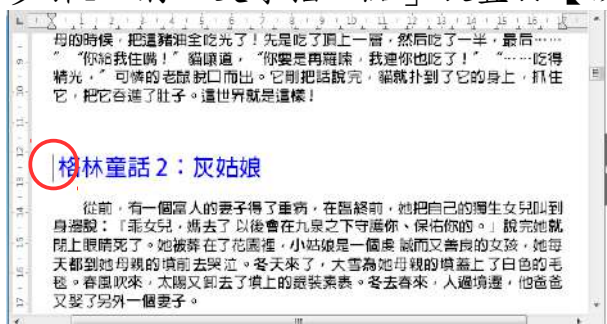 母的時候，把這豬油全吃光了！先是吃了頂上一層，然后吃了一半，最后……
”“你給我住嘴！”貓嚷道，“你要是再羅嗦，我連你也吃了！”“……吃得
精光，”可憐的老鼠脫口而出。它剛把話說完，貓就扑到了它的身上，抓住
它，把它吞進了肚子。這世界就是這樣！
格林童話 2：灰姑娘
從前，有一個富人的妻子得了重病，在臨終前，她把自己的獨生女兒叫到
身邊說：「乖女兒，媽去了以後會在九泉之下守護你、保佑你的。」說完她就
閉上眼睛死了。她被葬在了花園裡，小姑娘是一個虔 誠而又善良的女孩，她每
天都到她母親的墳前去哭泣。冬天來了，大雪為她母親的墳蓋上了白色的毛
毯。春風吹來，太陽又卸去了墳上的銀裝素裹。冬去春來，人過境遷，他爸爸
又娶了另外一個妻子。